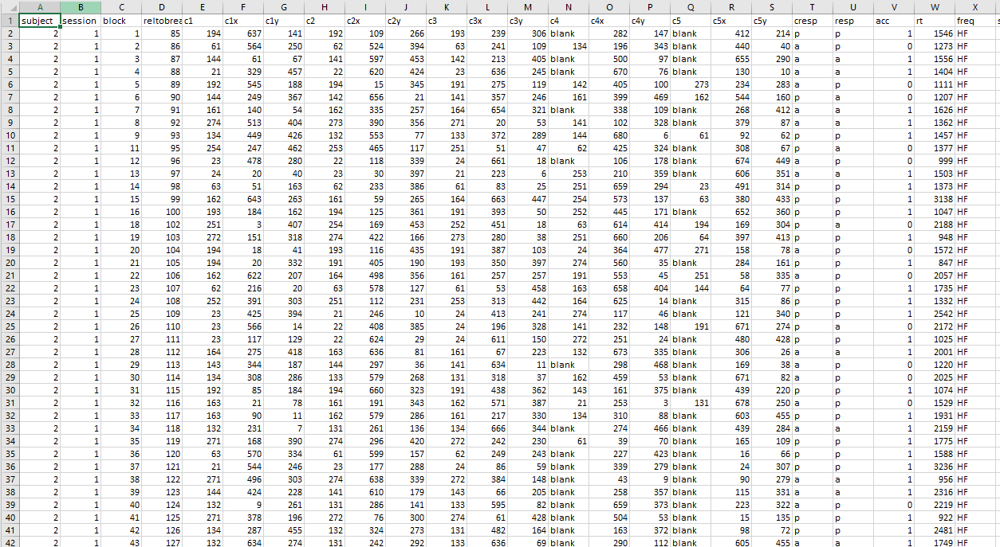 A B C D E F G H I J K L M N O P Q R S T U V W X
1 subject session block reltobrea c1 c1x c1y c2 c2x c2y c3 c3x c3y c4 c4x c4y c5 c5x c5y cresp resp acc rt freq s
2 2 1 1 85 194 637 141 192 109 266 193 239 306 blank 282 147 blank 412 214 p p 1 1546 HF
3 2 1 2 86 61 564 250 62 524 394 63 241 109 134 196 343 blank 440 40 a p 0 1273 HF
4 2 1 3 87 144 61 67 141 597 453 142 213 405 blank 500 97 blank 655 290 a a 1 1556 HF
5 2 1 4 88 21 329 457 22 620 424 23 636 245 blank 670 76 blank 130 10 a a 1 1404 HF
6 2 1 5 89 192 545 188 194 15 345 191 275 119 142 405 100 273 234 283 a p 0 1111 HF
7 2 1 6 90 144 249 367 142 656 21 141 357 246 161 399 469 162 544 160 p a 0 1207 HF
8 2 1 7 91 161 140 54 162 335 257 164 654 321 blank 338 109 blank 268 412 a a 1 1626 HF
9 2 1 8 92 274 513 404 273 390 356 271 20 53 141 102 328 blank 379 87 a a 1 1362 HF
10 2 1 9 93 134 449 426 132 553 77 133 372 289 144 680 6 61 92 62 p p 1 1457 HF
11 2 1 11 95 254 247 462 253 465 117 251 51 47 62 425 324 blank 308 67 p a 0 1377 HF
12 2 1 12 96 23 478 280 22 118 339 24 661 18 blank 106 178 blank 674 449 a p 0 999 HF
13 2 1 13 97 24 20 40 23 30 397 21 223 6 253 210 359 blank 606 351 a a 1 1503 HF
14 2 1 14 98 63 51 163 62 233 386 61 83 25 251 659 294 23 491 314 p p 1 1373 HF
15 2 1 15 99 162 643 263 161 59 265 164 663 447 254 573 137 63 380 433 p p 1 3138 HF
16 2 1 16 100 193 184 162 194 125 361 191 393 50 252 445 171 blank 652 360 p p 1 1047 HF
17 2 1 18 102 251 3 407 254 169 453 252 451 18 63 614 414 194 169 304 p a 0 2188 HF
18 2 1 19 103 272 151 318 274 422 166 273 280 38 251 660 206 64 397 413 p p 1 948 HF
19 2 1 20 104 194 18 41 193 116 435 191 387 103 24 364 477 271 158 78 a p 0 1572 HF
20 2 1 21 105 194 20 332 191 405 190 193 350 397 274 560 35 blank 284 161 p p 1 847 HF
21 2 1 22 106 162 622 207 164 498 356 161 257 257 191 553 45 251 58 335 a p 0 2057 HF
22 2 1 23 107 62 216 20 63 578 127 61 53 458 163 658 404 144 64 77 p p 1 1735 HF
23 2 1 24 108 252 391 303 251 112 231 253 313 442 164 625 14 blank 315 86 p p 1 1332 HF
24 2 1 25 109 23 425 394 21 246 10 24 413 241 274 117 46 blank 121 340 p p 1 2542 HF
25 2 1 26 110 23 566 14 22 408 385 24 196 328 141 232 148 191 671 274 p a 0 2172 HF
26 2 1 27 111 23 117 129 22 624 29 24 611 150 272 251 24 blank 480 428 p p 1 1025 HF
27 2 1 28 112 164 275 418 163 636 81 161 67 223 132 673 335 blank 306 26 a a 1 2001 HF
28 2 1 29 113 143 344 187 144 297 36 141 634 11 blank 298 468 blank 169 38 a p 0 1220 HF
29 2 1 30 114 134 308 286 133 579 268 131 318 37 162 459 53 blank 671 82 a p 0 2025 HF
30 2 1 31 115 192 85 184 194 660 323 191 438 362 143 161 375 blank 439 220 p p 1 1074 HF
31 2 1 32 116 163 21 78 161 191 343 162 571 387 21 253 3 131 678 250 a p 0 1529 HF
32 2 1 33 117 163 90 11 162 579 286 161 217 330 134 310 88 blank 603 455 p p 1 1931 HF
33 2 1 34 118 132 231 7 131 261 136 134 666 344 blank 274 466 blank 439 284 a a 1 2159 HF
34 2 1 35 119 271 168 390 274 296 420 272 242 230 61 39 70 blank 165 109 p p 1 1775 HF
35 2 1 36 120 63 570 334 61 599 157 62 249 243 blank 227 423 blank 16 66 p p 1 1588 HF
36 2 1 37 121 21 544 246 23 177 288 24 86 59 blank 339 279 blank 24 307 p p 1 3236 HF
37 2 1 38 122 271 496 303 274 638 339 272 384 148 blank 43 9 blank 90 279 a a 1 956 HF
38 2 1 39 123 144 424 228 141 610 179 143 66 205 blank 258 357 blank 115 331 a a 1 2316 HF
39 2 1 40 124 132 9 261 131 286 141 133 595 82 blank 659 373 blank 223 322 a p 0 2219 HF
40 2 1 41 125 271 378 196 272 76 300 274 61 428 blank 504 53 blank 15 135 p p 1 922 HF
41 2 1 42 126 134 287 455 132 324 273 131 482 164 blank 163 372 blank 98 72 p p 1 2481 HF
42 2 1 43 127 132 634 274 131 242 292 133 636 69 blank 290 112 blank 605 455 a a 1 1749 HF